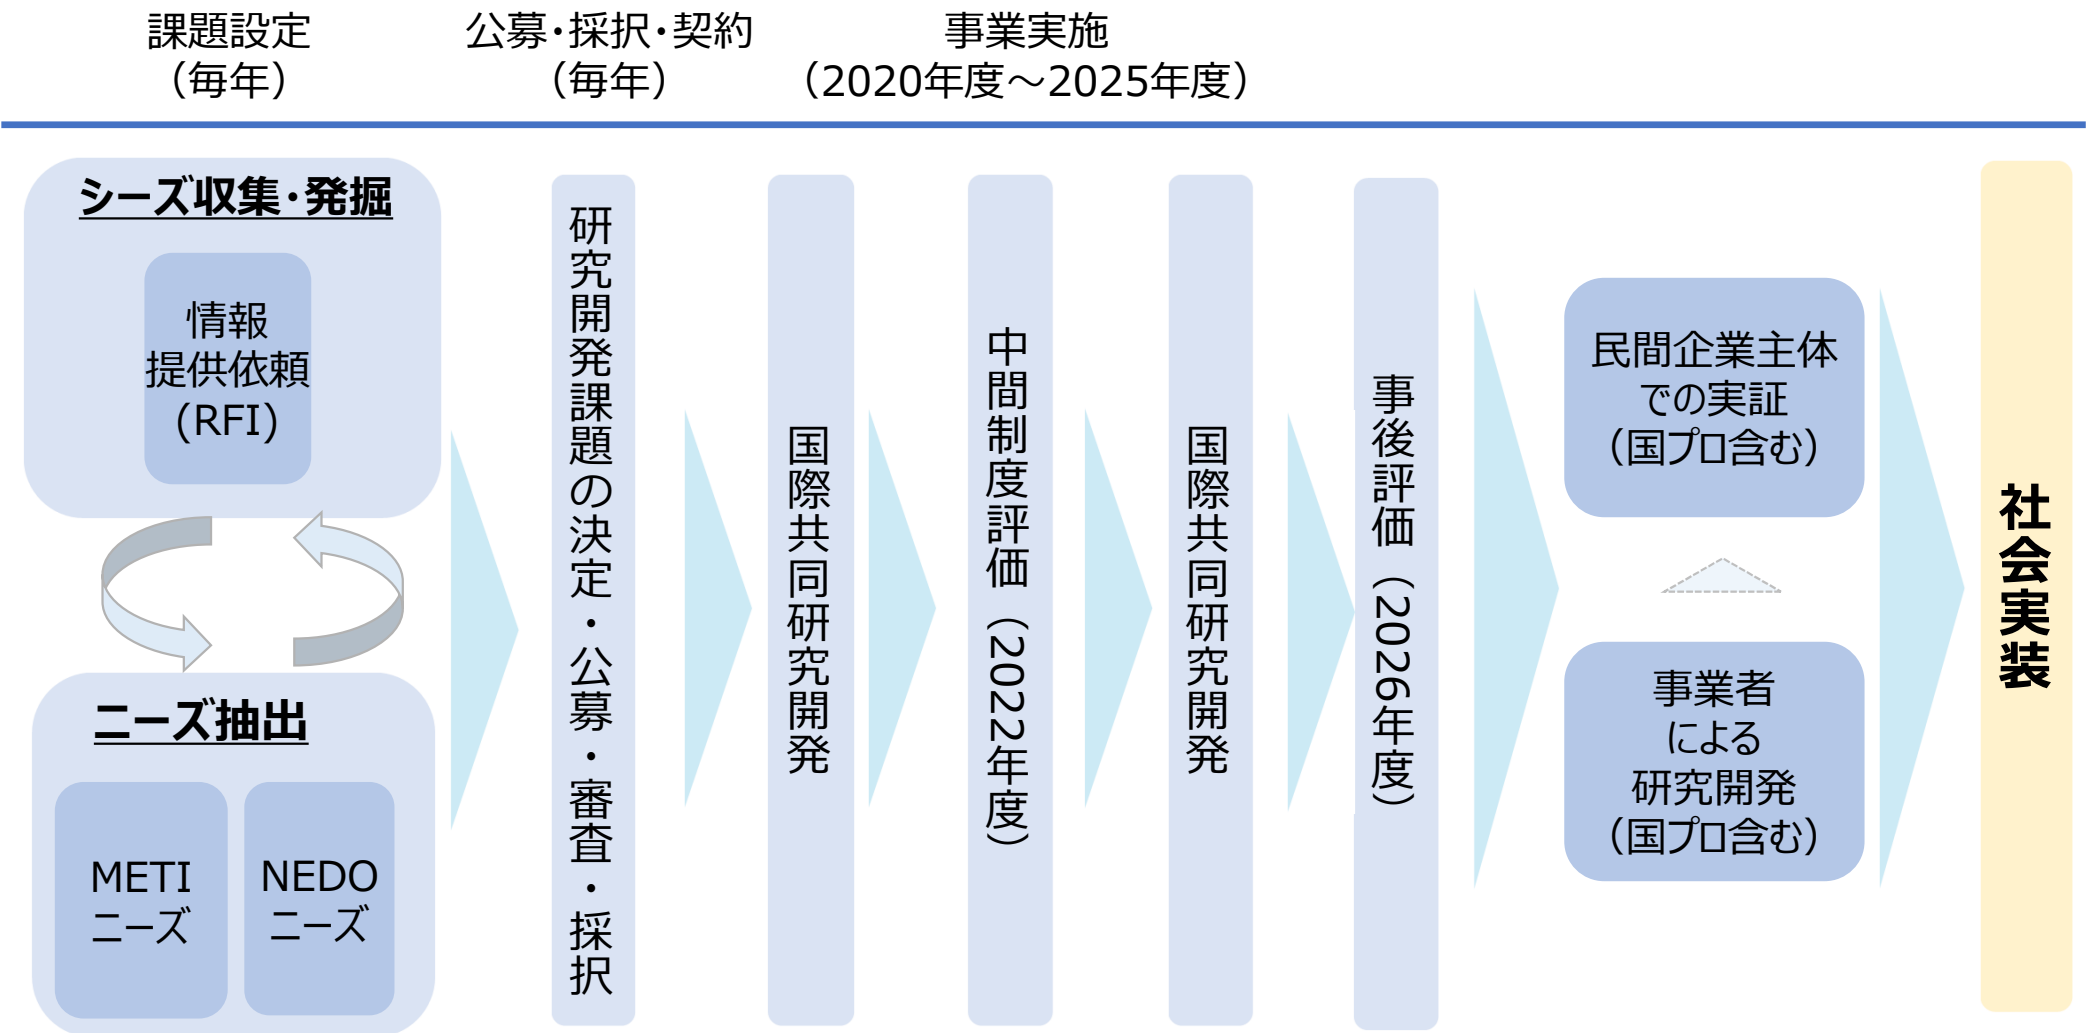 課題設定
（毎年）
公募・採択・契約
（毎年）
事業実施
（2020年度～2025年度）
シーズ収集・発掘
情報
提供依頼
(RFI)
ニーズ抽出
METI
ニーズ
NEDO
ニーズ
研究開発課題の決定・公募・審査・採択
国際共同研究開発
中間制度評価（2022年度）
国際共同研究開発
事後評価（2026年度）
民間企業主体
での実証
（国プロ含む）
事業者
による
研究開発
（国プロ含む）
社会実装